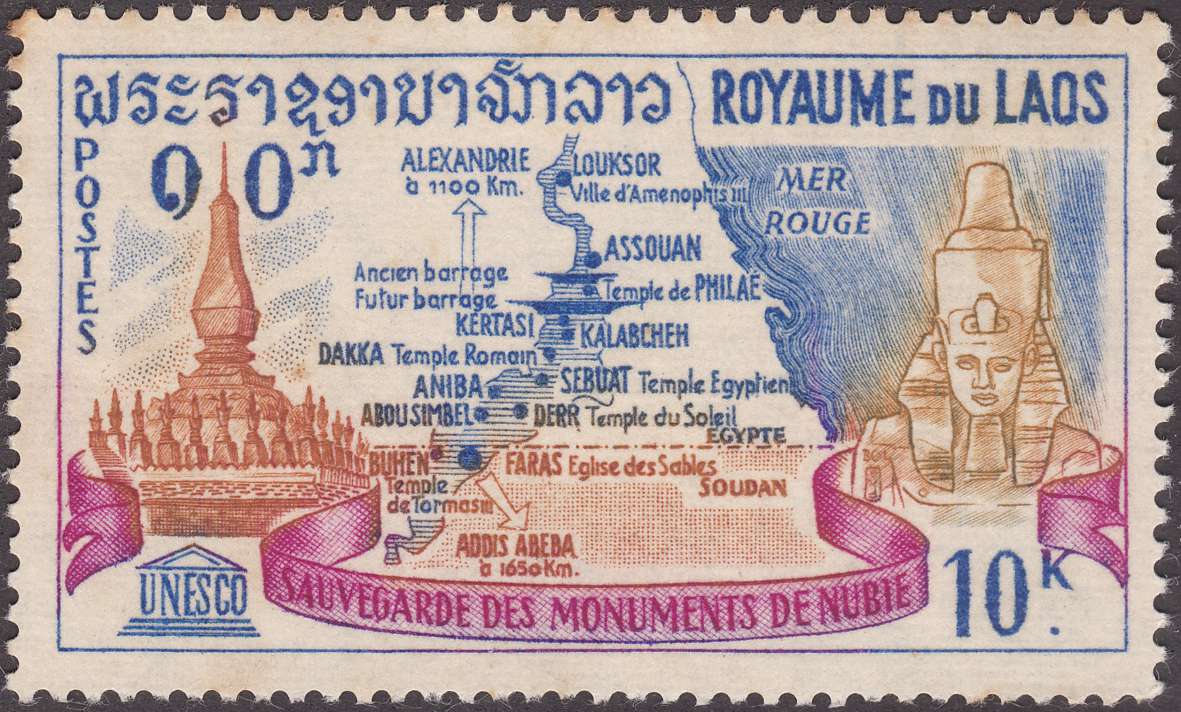 ພຣະຣາຊອານາຈັກລາວ
ROYAUME DU LAOS
POSTES
໑໐ກ
ALEXANDRIE
à 1100 Km.
LOUKSOR
Ville d'Amenophis III
MER
ROUGE
ASSOUAN
Ancien barrage
Futur barrage
Temple de PHILAE
KERTASI
KALABCHEH
DAKKA Temple Romain
ANIBA
SEBUAT Temple Egyptien
ABOUSIMBEL
DERR Temple du Soleil
EGYPTE
BUHEN
Temple
de Tormasiii
FARAS Eglise des Sables
SOUDAN
ADDIS ABEBA
à 1650 Km.
UNESCO
SAUVEGARDE DES MONUMENTS DE NUBIE
10K.